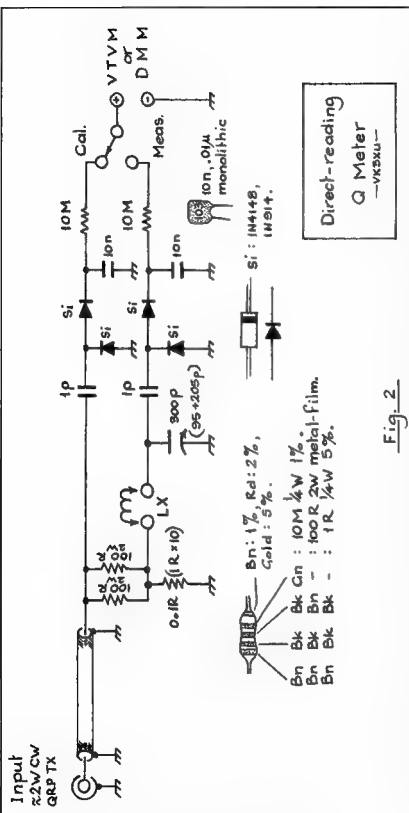 Input
≈2W CW
QRP TX
100R
2W
100R
2W
0.1R (1R×10)
LX
300p
(95+205p)
1p
1p
Si
Si
Si
Si
10n
10n
10M
10M
Cal.
Meas.
VTVM
or
DMM
+
−
103
10n, .01µ
monolithic
Bn: 1%, Rd: 2%,
Gold: 5%.
Bn Bk Bk Gn : 10M ¼W 1%.
Bn Bk Bn – : 100R 2W metal-film.
Bn Bk Bk – : 1R ¼W 5%.
Si: 1N4148,
1N914.
Direct-reading
Q Meter
—VK3XU—
Fig. 2